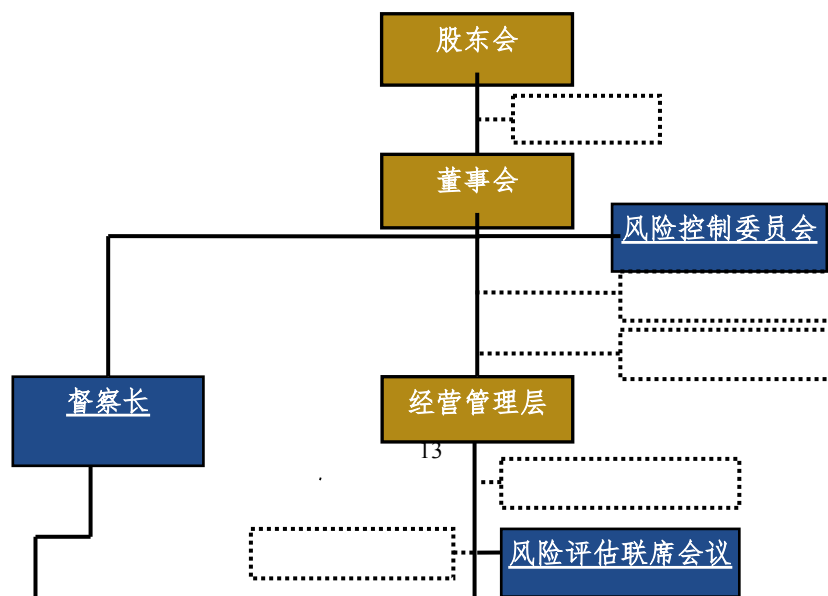 股东会
董事会
风险控制委员会
督察长
经营管理层
13
风险评估联席会议